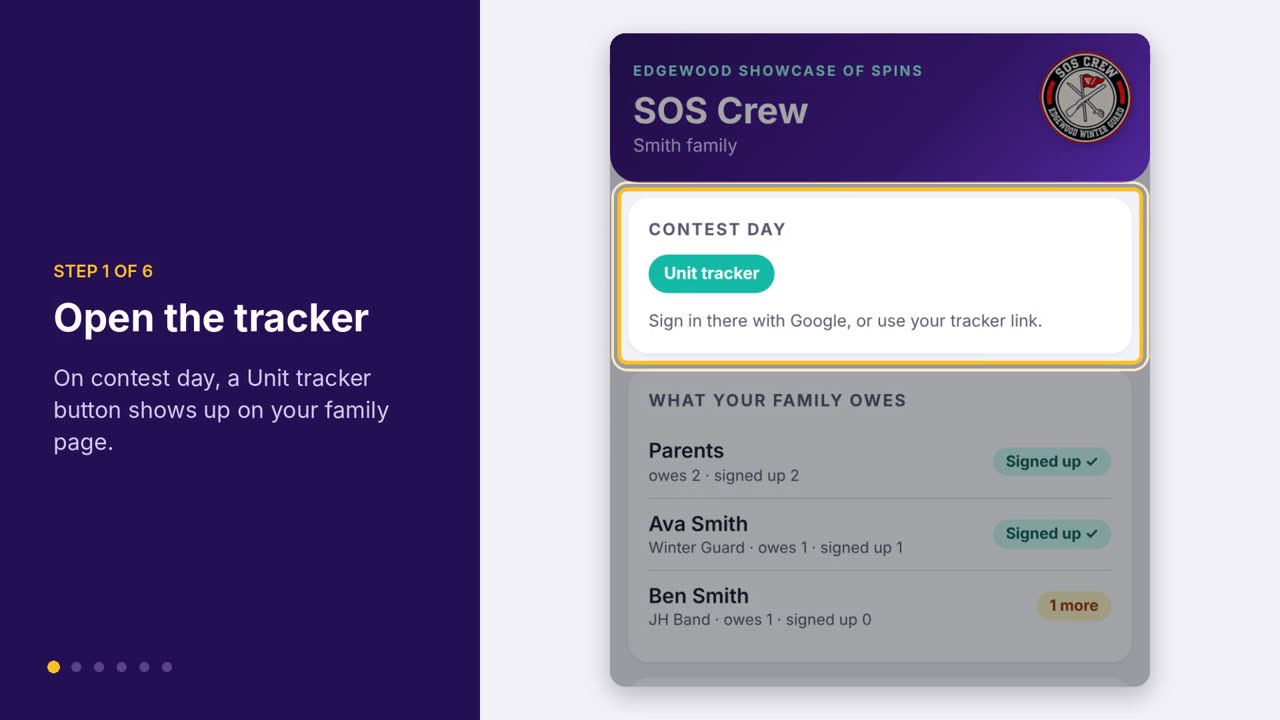 STEP 1 OF 6
Open the tracker
On contest day, a Unit tracker
button shows up on your family
page.
EDGEWOOD SHOWCASE OF SPINS
SOS Crew
Smith family
SOS CREW
EDGEWOOD WINTER GUARD
CONTEST DAY
Unit tracker
Sign in there with Google, or use your tracker link.
WHAT YOUR FAMILY OWES
Parents
owes 2 · signed up 2
Signed up ✓
Ava Smith
Winter Guard · owes 1 · signed up 1
Signed up ✓
Ben Smith
JH Band · owes 1 · signed up 0
1 more